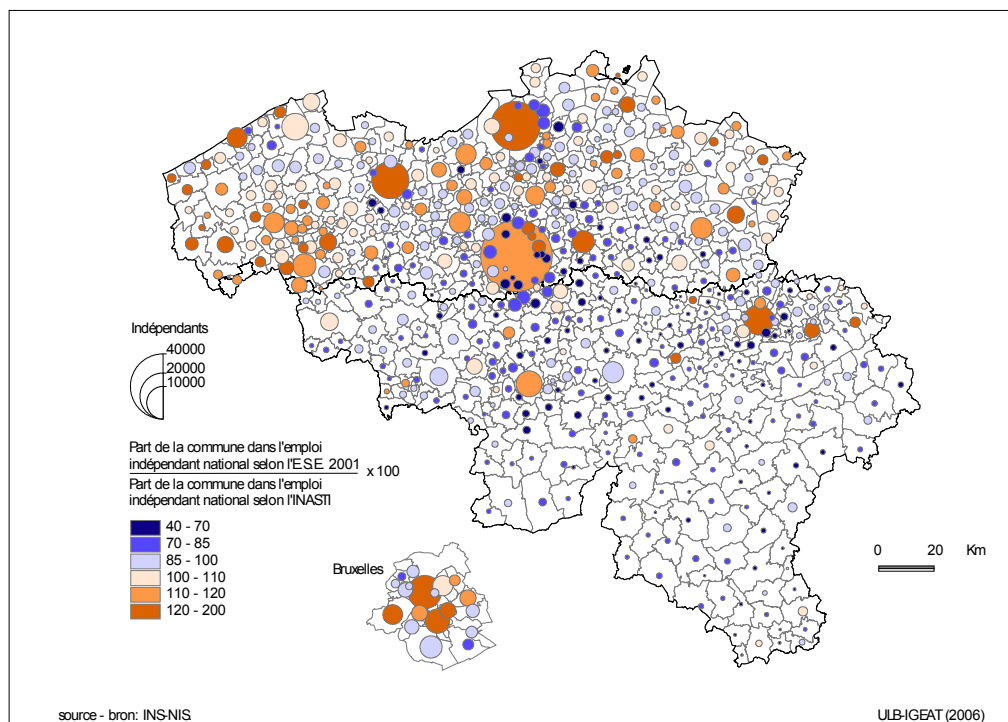 Indépendants
40000
20000
10000
Part de la commune dans l'emploi
indépendant national selon l'E.S.E. 2001
x 100
Part de la commune dans l'emploi
indépendant national selon l'INASTI
40 - 70
70 - 85
85 - 100
100 - 110
110 - 120
120 - 200
Bruxelles
0 20 Km
source - bron: INS-NIS.
ULB-IGEAT (2006)